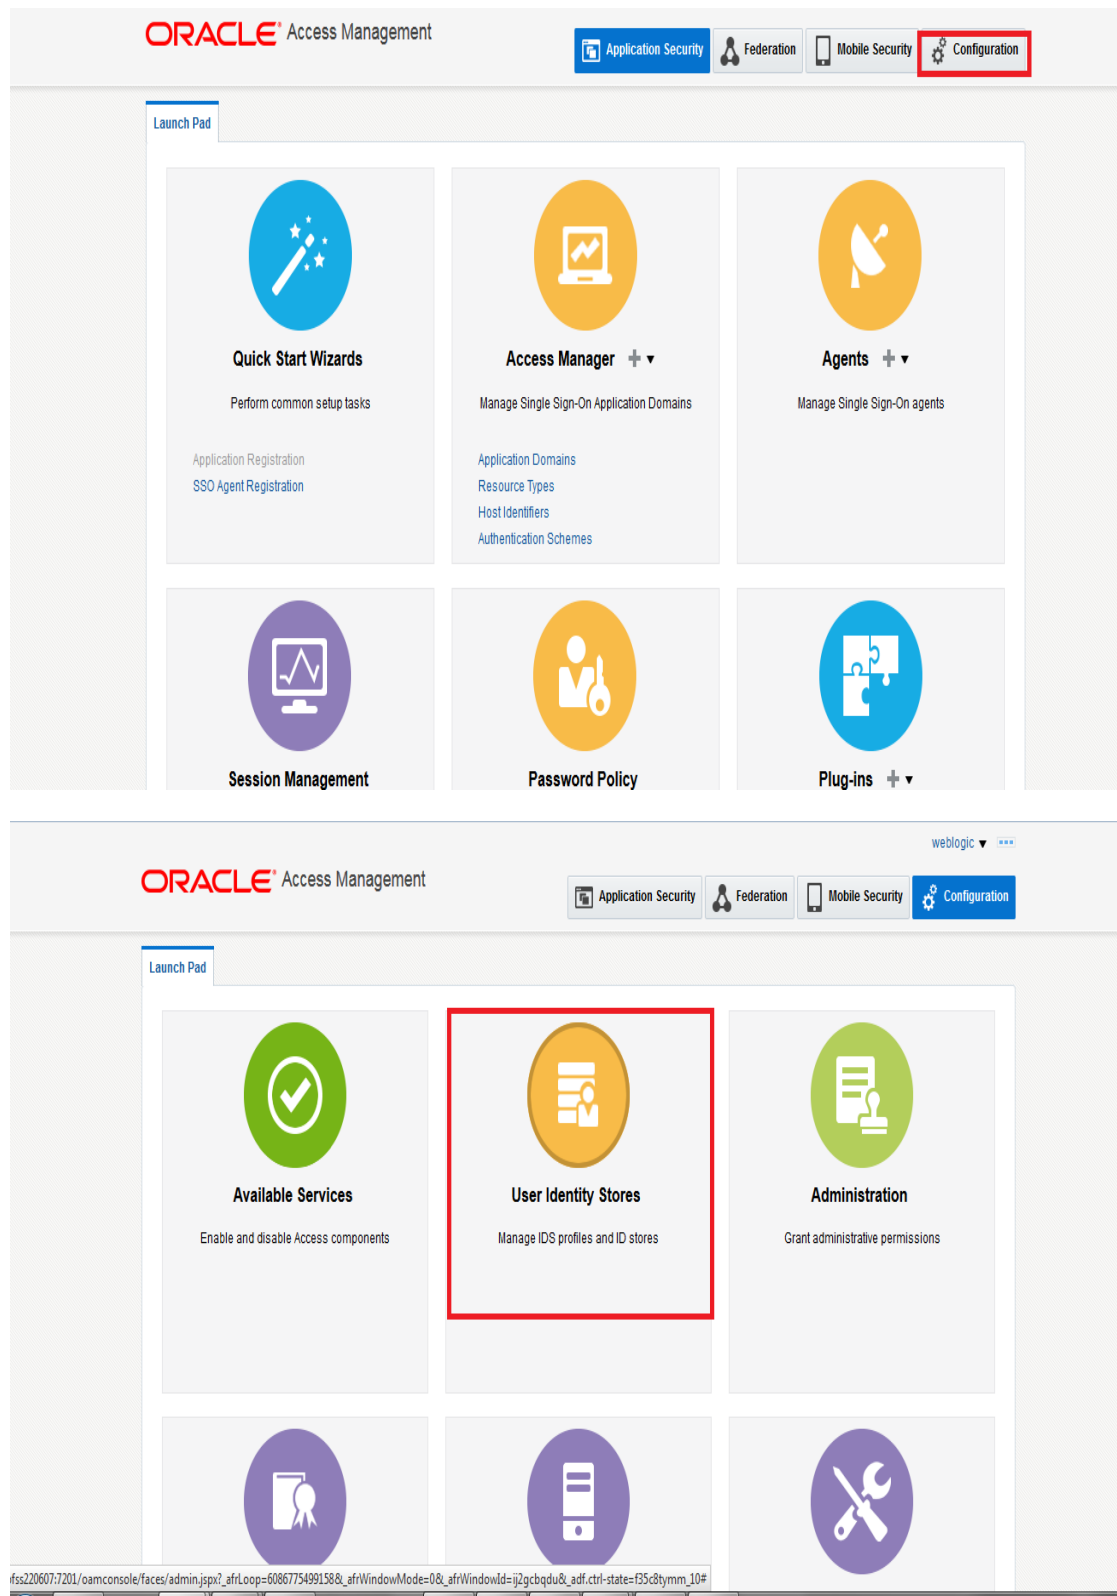 ORACLE Access Management
Application Security Federation Mobile Security Configuration
Launch Pad
Quick Start Wizards
Perform common setup tasks
Application Registration
SSO Agent Registration
Access Manager
Manage Single Sign-On Application Domains
Application Domains
Resource Types
Host Identifiers
Authentication Schemes
Agents
Manage Single Sign-On agents
Session Management
Password Policy
Plug-ins
weblogic
ORACLE Access Management
Application Security Federation Mobile Security Configuration
Launch Pad
Available Services
Enable and disable Access components
User Identity Stores
Manage IDS profiles and ID stores
Administration
Grant administrative permissions
ofss220607:7201/oamconsole/faces/admin.jspx?_afrLoop=6086775499158&_afrWindowMode=0&_afrWindowId=ij2gcbqdu&_adf.ctrl-state=f35c8tymm_10#